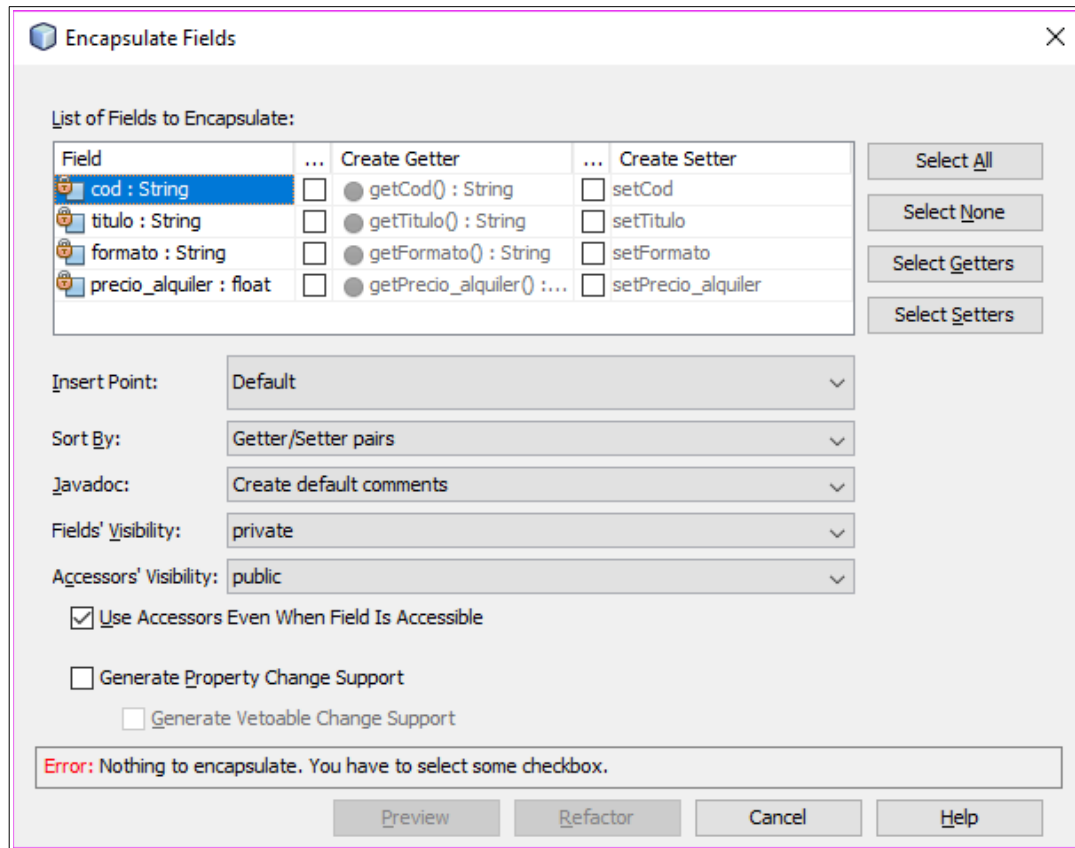 Encapsulate Fields
List of Fields to Encapsulate:
Field ... Create Getter ... Create Setter
cod : String getCod() : String setCod
titulo : String getTitulo() : String setTitulo
formato : String getFormato() : String setFormato
precio_alquiler : float getPrecio_alquiler() :... setPrecio_alquiler
Select All
Select None
Select Getters
Select Setters
Insert Point: Default
Sort By: Getter/Setter pairs
Javadoc: Create default comments
Fields' Visibility: private
Accessors' Visibility: public
Use Accessors Even When Field Is Accessible
Generate Property Change Support
Generate Vetoable Change Support
Error: Nothing to encapsulate. You have to select some checkbox.
Preview Refactor Cancel Help